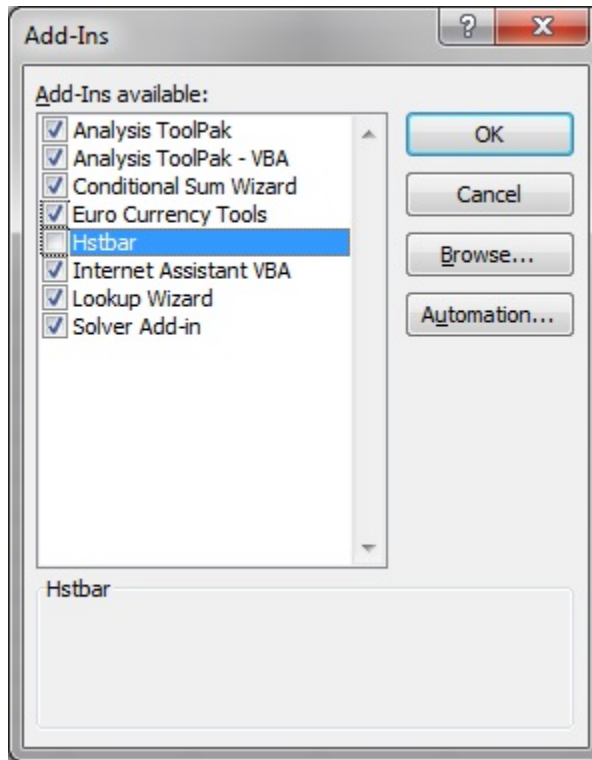 Add-Ins
?
X
Add-Ins available:
Analysis ToolPak
Analysis ToolPak - VBA
Conditional Sum Wizard
Euro Currency Tools
Hstbar
Internet Assistant VBA
Lookup Wizard
Solver Add-in
OK
Cancel
Browse...
Automation...
Hstbar